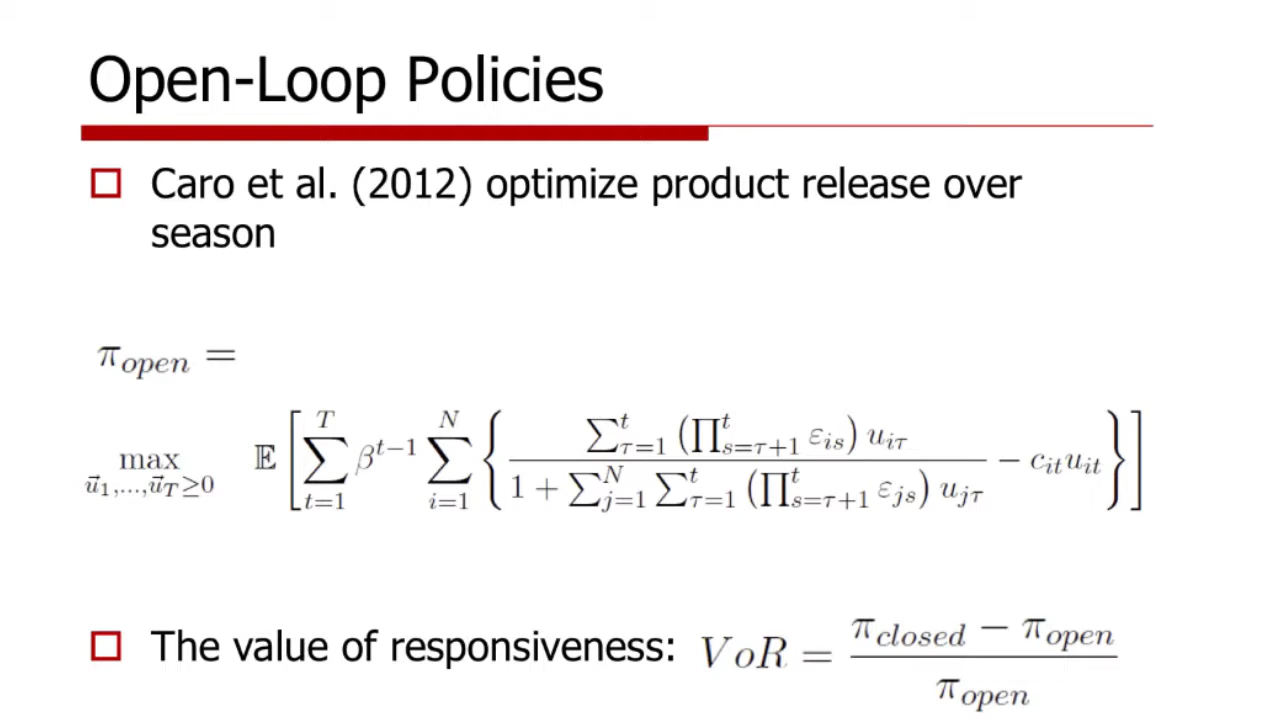 Open-Loop Policies
Caro et al. (2012) optimize product release over
season
π_open =
max_{u⃗_1,...,u⃗_T≥0} 𝔼 [ ∑_{t=1}^{T} β^{t−1} ∑_{i=1}^{N} { \frac{∑_{τ=1}^{t} (∏_{s=τ+1}^{t} ε_{is}) u_{iτ}}{1 + ∑_{j=1}^{N} ∑_{τ=1}^{t} (∏_{s=τ+1}^{t} ε_{js}) u_{jτ}} − c_{it}u_{it} } ]
The value of responsiveness: VoR = \frac{π_closed − π_open}{π_open}